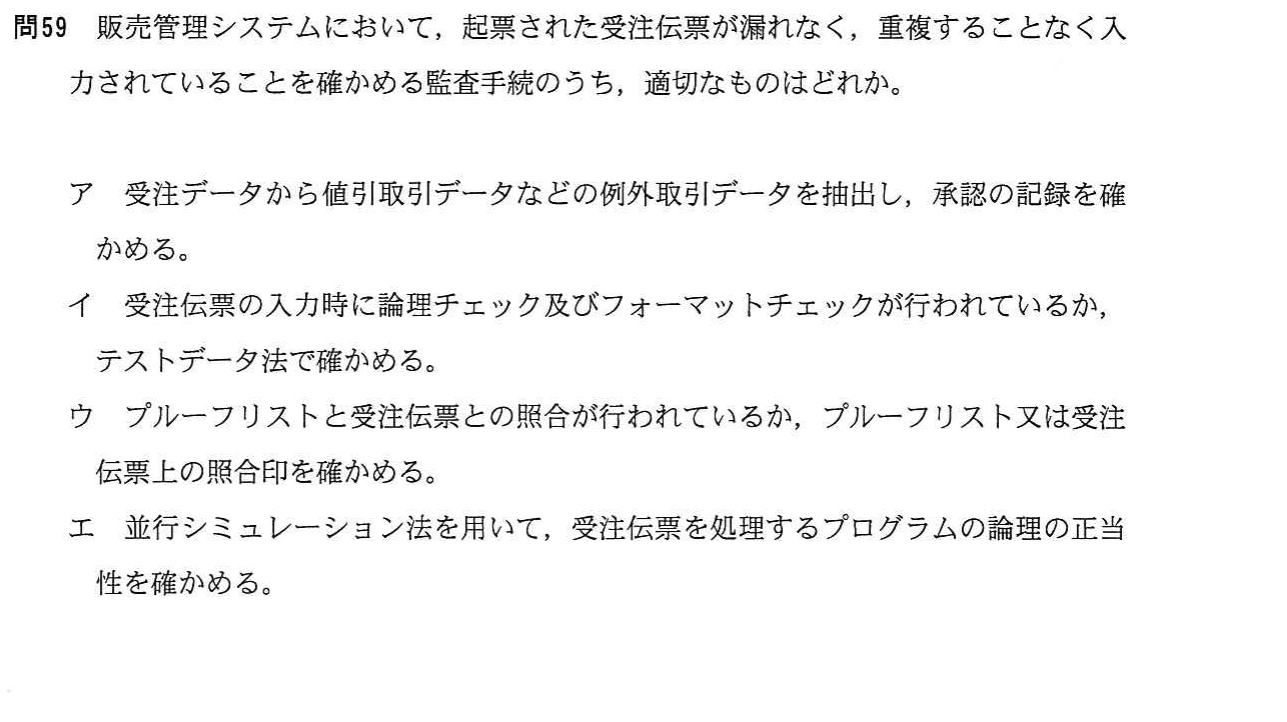 問59 販売管理システムにおいて，起票された受注伝票が漏れなく，重複することなく入
力されていることを確かめる監査手続のうち，適切なものはどれか。
ア 受注データから値引取引データなどの例外取引データを抽出し，承認の記録を確
かめる。
イ 受注伝票の入力時に論理チェック及びフォーマットチェックが行われているか，
テストデータ法で確かめる。
ウ プルーフリストと受注伝票との照合が行われているか，プルーフリスト又は受注
伝票上の照合印を確かめる。
エ 並行シミュレーション法を用いて，受注伝票を処理するプログラムの論理の正当
性を確かめる。